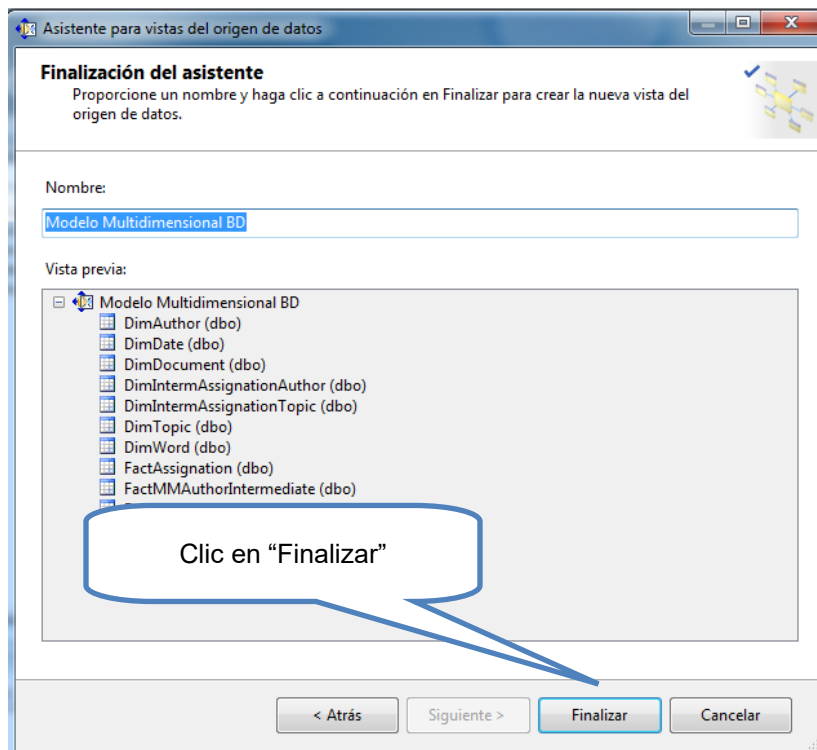 Asistente para vistas del origen de datos
Finalización del asistente
Proporcione un nombre y haga clic a continuación en Finalizar para crear la nueva vista del
origen de datos.
Nombre:
Modelo Multidimensional BD
Vista previa:
Modelo Multidimensional BD
DimAuthor (dbo)
DimDate (dbo)
DimDocument (dbo)
DimIntermAssignationAuthor (dbo)
DimIntermAssignationTopic (dbo)
DimTopic (dbo)
DimWord (dbo)
FactAssignation (dbo)
FactMMAuthorIntermediate (dbo)
Clic en “Finalizar”
< Atrás
Siguiente >
Finalizar
Cancelar